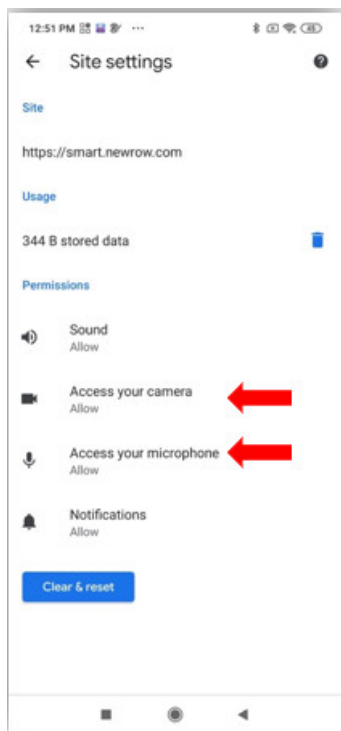 12:51 PM
Site settings
Site
https://smart.newrow.com
Usage
344 B stored data
Permissions
Sound
Allow
Access your camera
Allow
Access your microphone
Allow
Notifications
Allow
Clear & reset